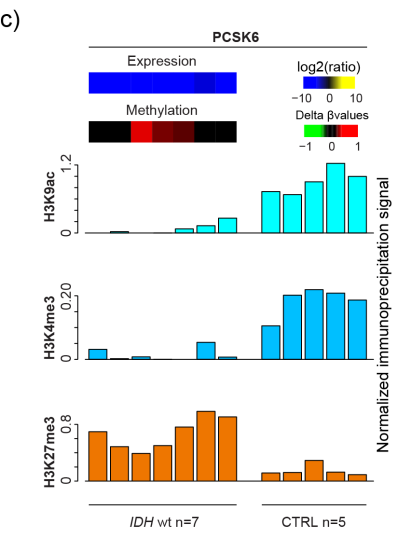 c)
PCSK6
Expression
log2(ratio)
−10 0 10
Methylation
Delta βvalues
−1 0 1
H3K9ac
0 1.2
H3K4me3
0 0.20
H3K27me3
0 0.8
Normalized immunoprecipitation signal
IDH wt n=7
CTRL n=5